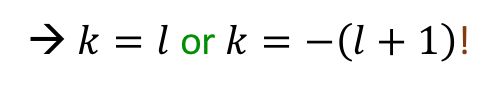 → k = l or k = −(l + 1)!